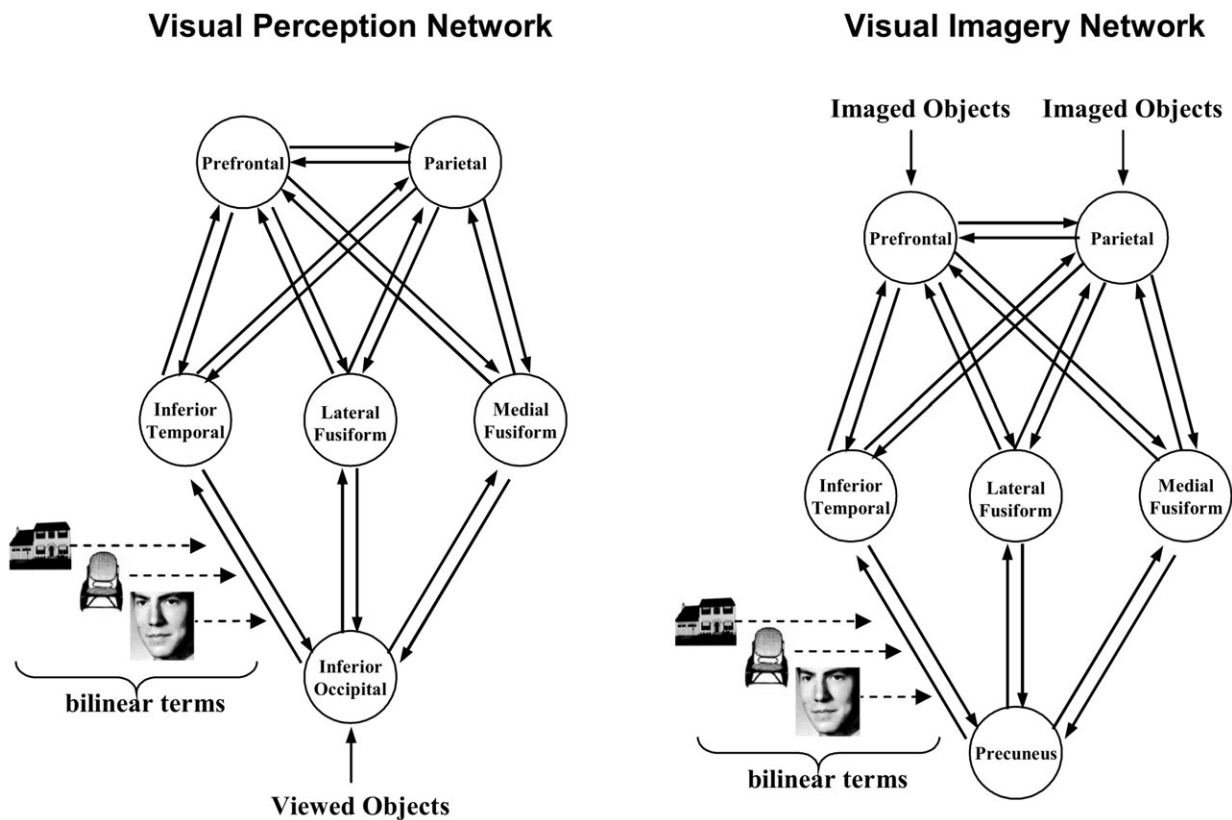 Visual Perception Network
Prefrontal
Parietal
Inferior
Temporal
Lateral
Fusiform
Medial
Fusiform
bilinear terms
Inferior
Occipital
Viewed Objects
Visual Imagery Network
Imaged Objects
Imaged Objects
Prefrontal
Parietal
Inferior
Temporal
Lateral
Fusiform
Medial
Fusiform
bilinear terms
Precuneus